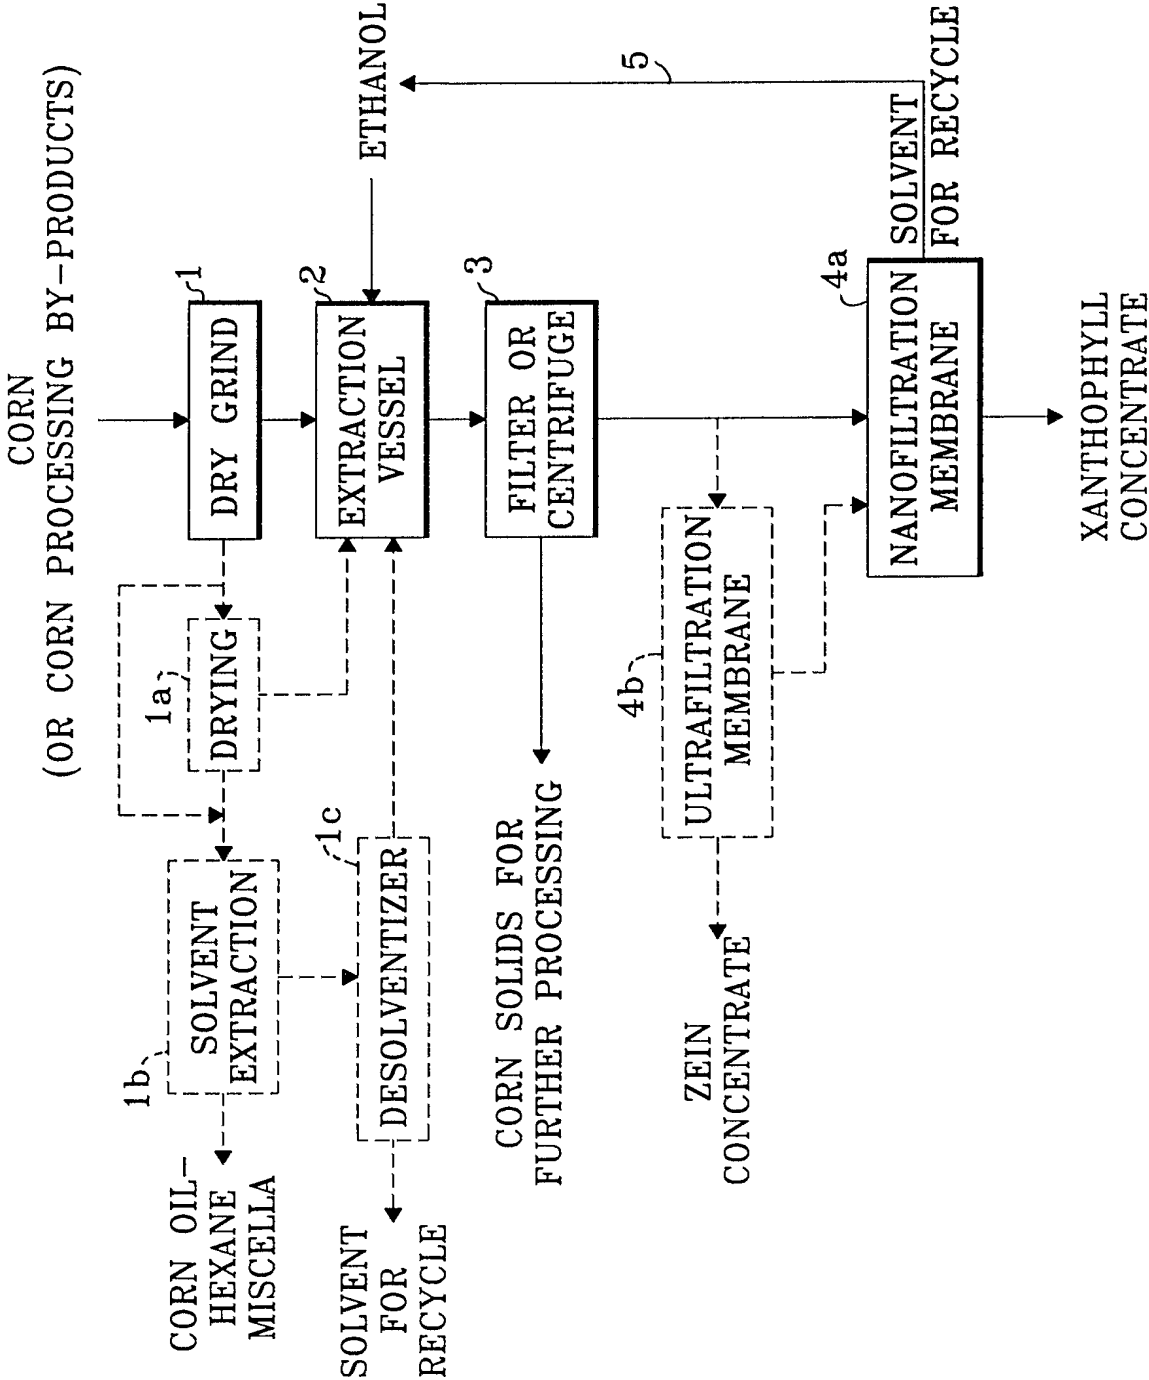 CORN
(OR CORN PROCESSING BY-PRODUCTS)
1
DRY GRIND
1a
DRYING
1b
SOLVENT
EXTRACTION
CORN OIL-
HEXANE
MISCELLA
ETHANOL
2
EXTRACTION
VESSEL
1c
DESOLVENTIZER
SOLVENT
FOR
RECYCLE
3
FILTER OR
CENTRIFUGE
CORN SOLIDS FOR
FURTHER PROCESSING
5
4b
ULTRAFILTRATION
MEMBRANE
ZEIN
CONCENTRATE
4a
NANOFILTRATION
MEMBRANE
SOLVENT
FOR RECYCLE
XANTHOPHYLL
CONCENTRATE